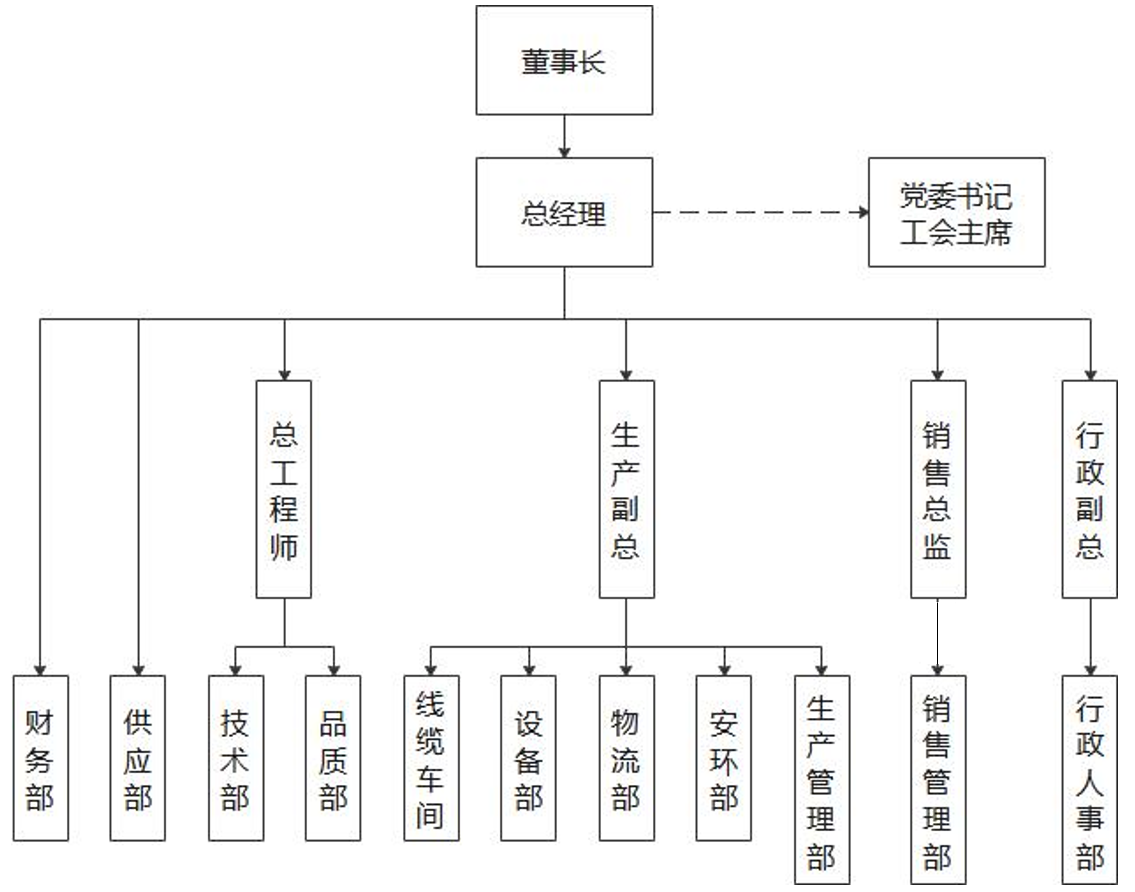 董事长
总经理
党委书记
工会主席
总工程师
生产副总
销售总监
行政副总
财务部
供应部
技术部
品质部
线缆车间
设备部
物流部
安环部
生产管理部
销售管理部
行政人事部